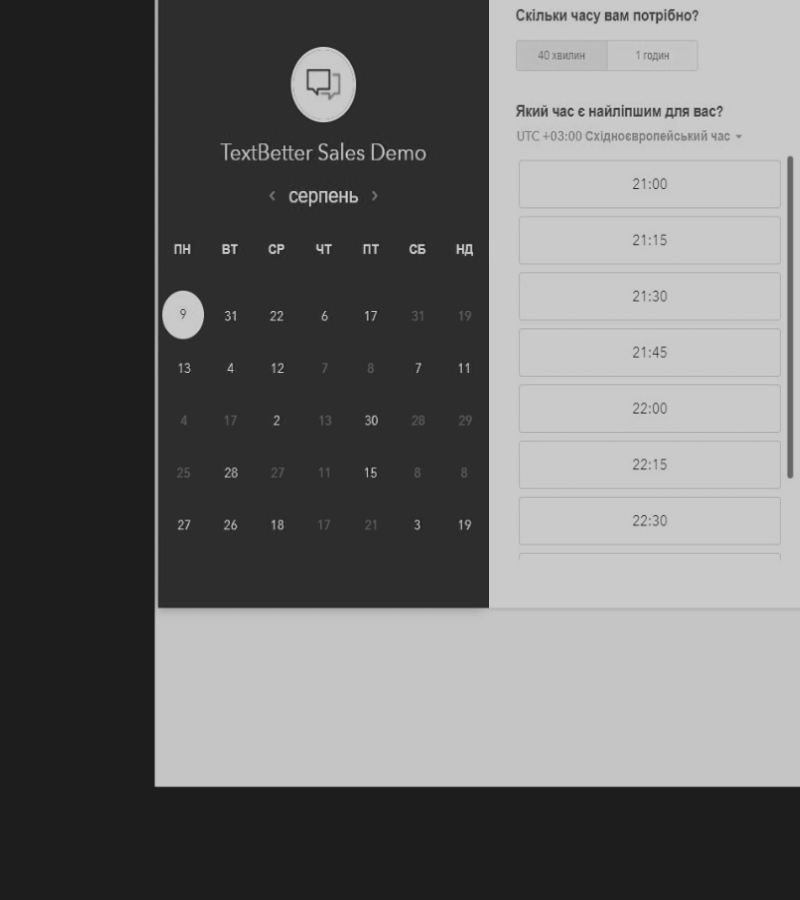 TextBetter Sales Demo
серпень
ПН ВТ СР ЧТ ПТ СБ НД
9 31 22 6 17 31 19
13 4 12 7 8 7 11
4 17 2 13 30 28 29
25 28 27 11 15 8 8
27 26 18 17 21 3 19
Скільки часу вам потрібно?
40 хвилин 1 годин
Який час є найліпшим для вас?
UTC +03:00 Східноєвропейський час
21:00
21:15
21:30
21:45
22:00
22:15
22:30